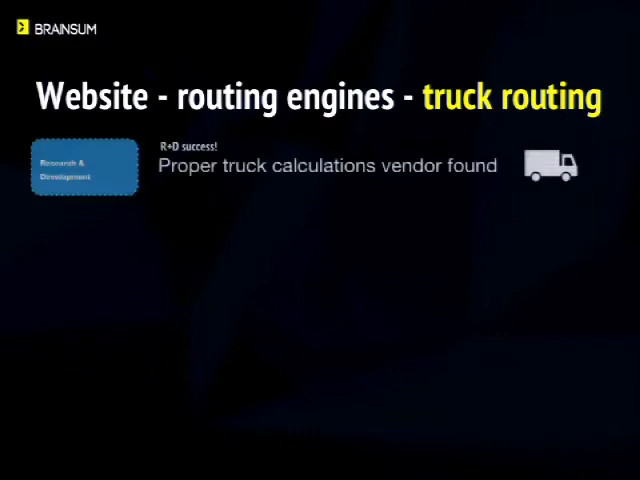 BRAINSUM
Website - routing engines - truck routing
R+D success!
Research &
Development
Proper truck calculations vendor found